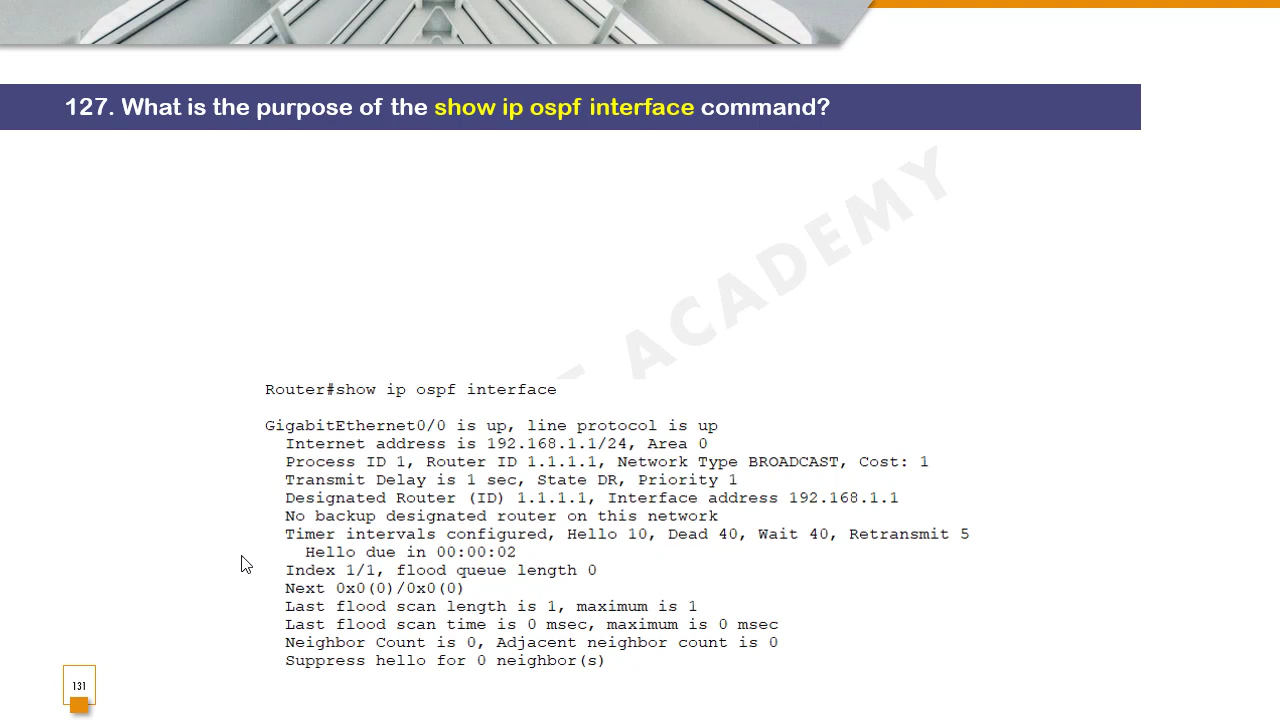 127. What is the purpose of the show ip ospf interface command?
ACADEMY
Router#show ip ospf interface
GigabitEthernet0/0 is up, line protocol is up
Internet address is 192.168.1.1/24, Area 0
Process ID 1, Router ID 1.1.1.1, Network Type BROADCAST, Cost: 1
Transmit Delay is 1 sec, State DR, Priority 1
Designated Router (ID) 1.1.1.1, Interface address 192.168.1.1
No backup designated router on this network
Timer intervals configured, Hello 10, Dead 40, Wait 40, Retransmit 5
Hello due in 00:00:02
Index 1/1, flood queue length 0
Next 0x0(0)/0x0(0)
Last flood scan length is 1, maximum is 1
Last flood scan time is 0 msec, maximum is 0 msec
Neighbor Count is 0, Adjacent neighbor count is 0
Suppress hello for 0 neighbor(s)
131